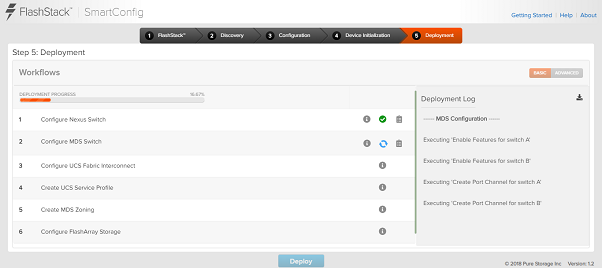 FlashStack™ | SmartConfig
Getting Started | Help | About
1 FlashStack™ 2 Discovery 3 Configuration 4 Device Initialization 5 Deployment
Step 5: Deployment
Workflows
BASIC ADVANCED
DEPLOYMENT PROGRESS 16.67%
1 Configure Nexus Switch
2 Configure MDS Switch
3 Configure UCS Fabric Interconnect
4 Create UCS Service Profile
5 Create MDS Zoning
6 Configure FlashArray Storage
Deployment Log
------ MDS Configuration ------
Executing 'Enable Features for switch A'
Executing 'Enable Features for switch B'
Executing 'Create Port Channel for switch A'
Executing 'Create Port Channel for switch B'
Deploy
© 2018 Pure Storage Inc Version: 1.2